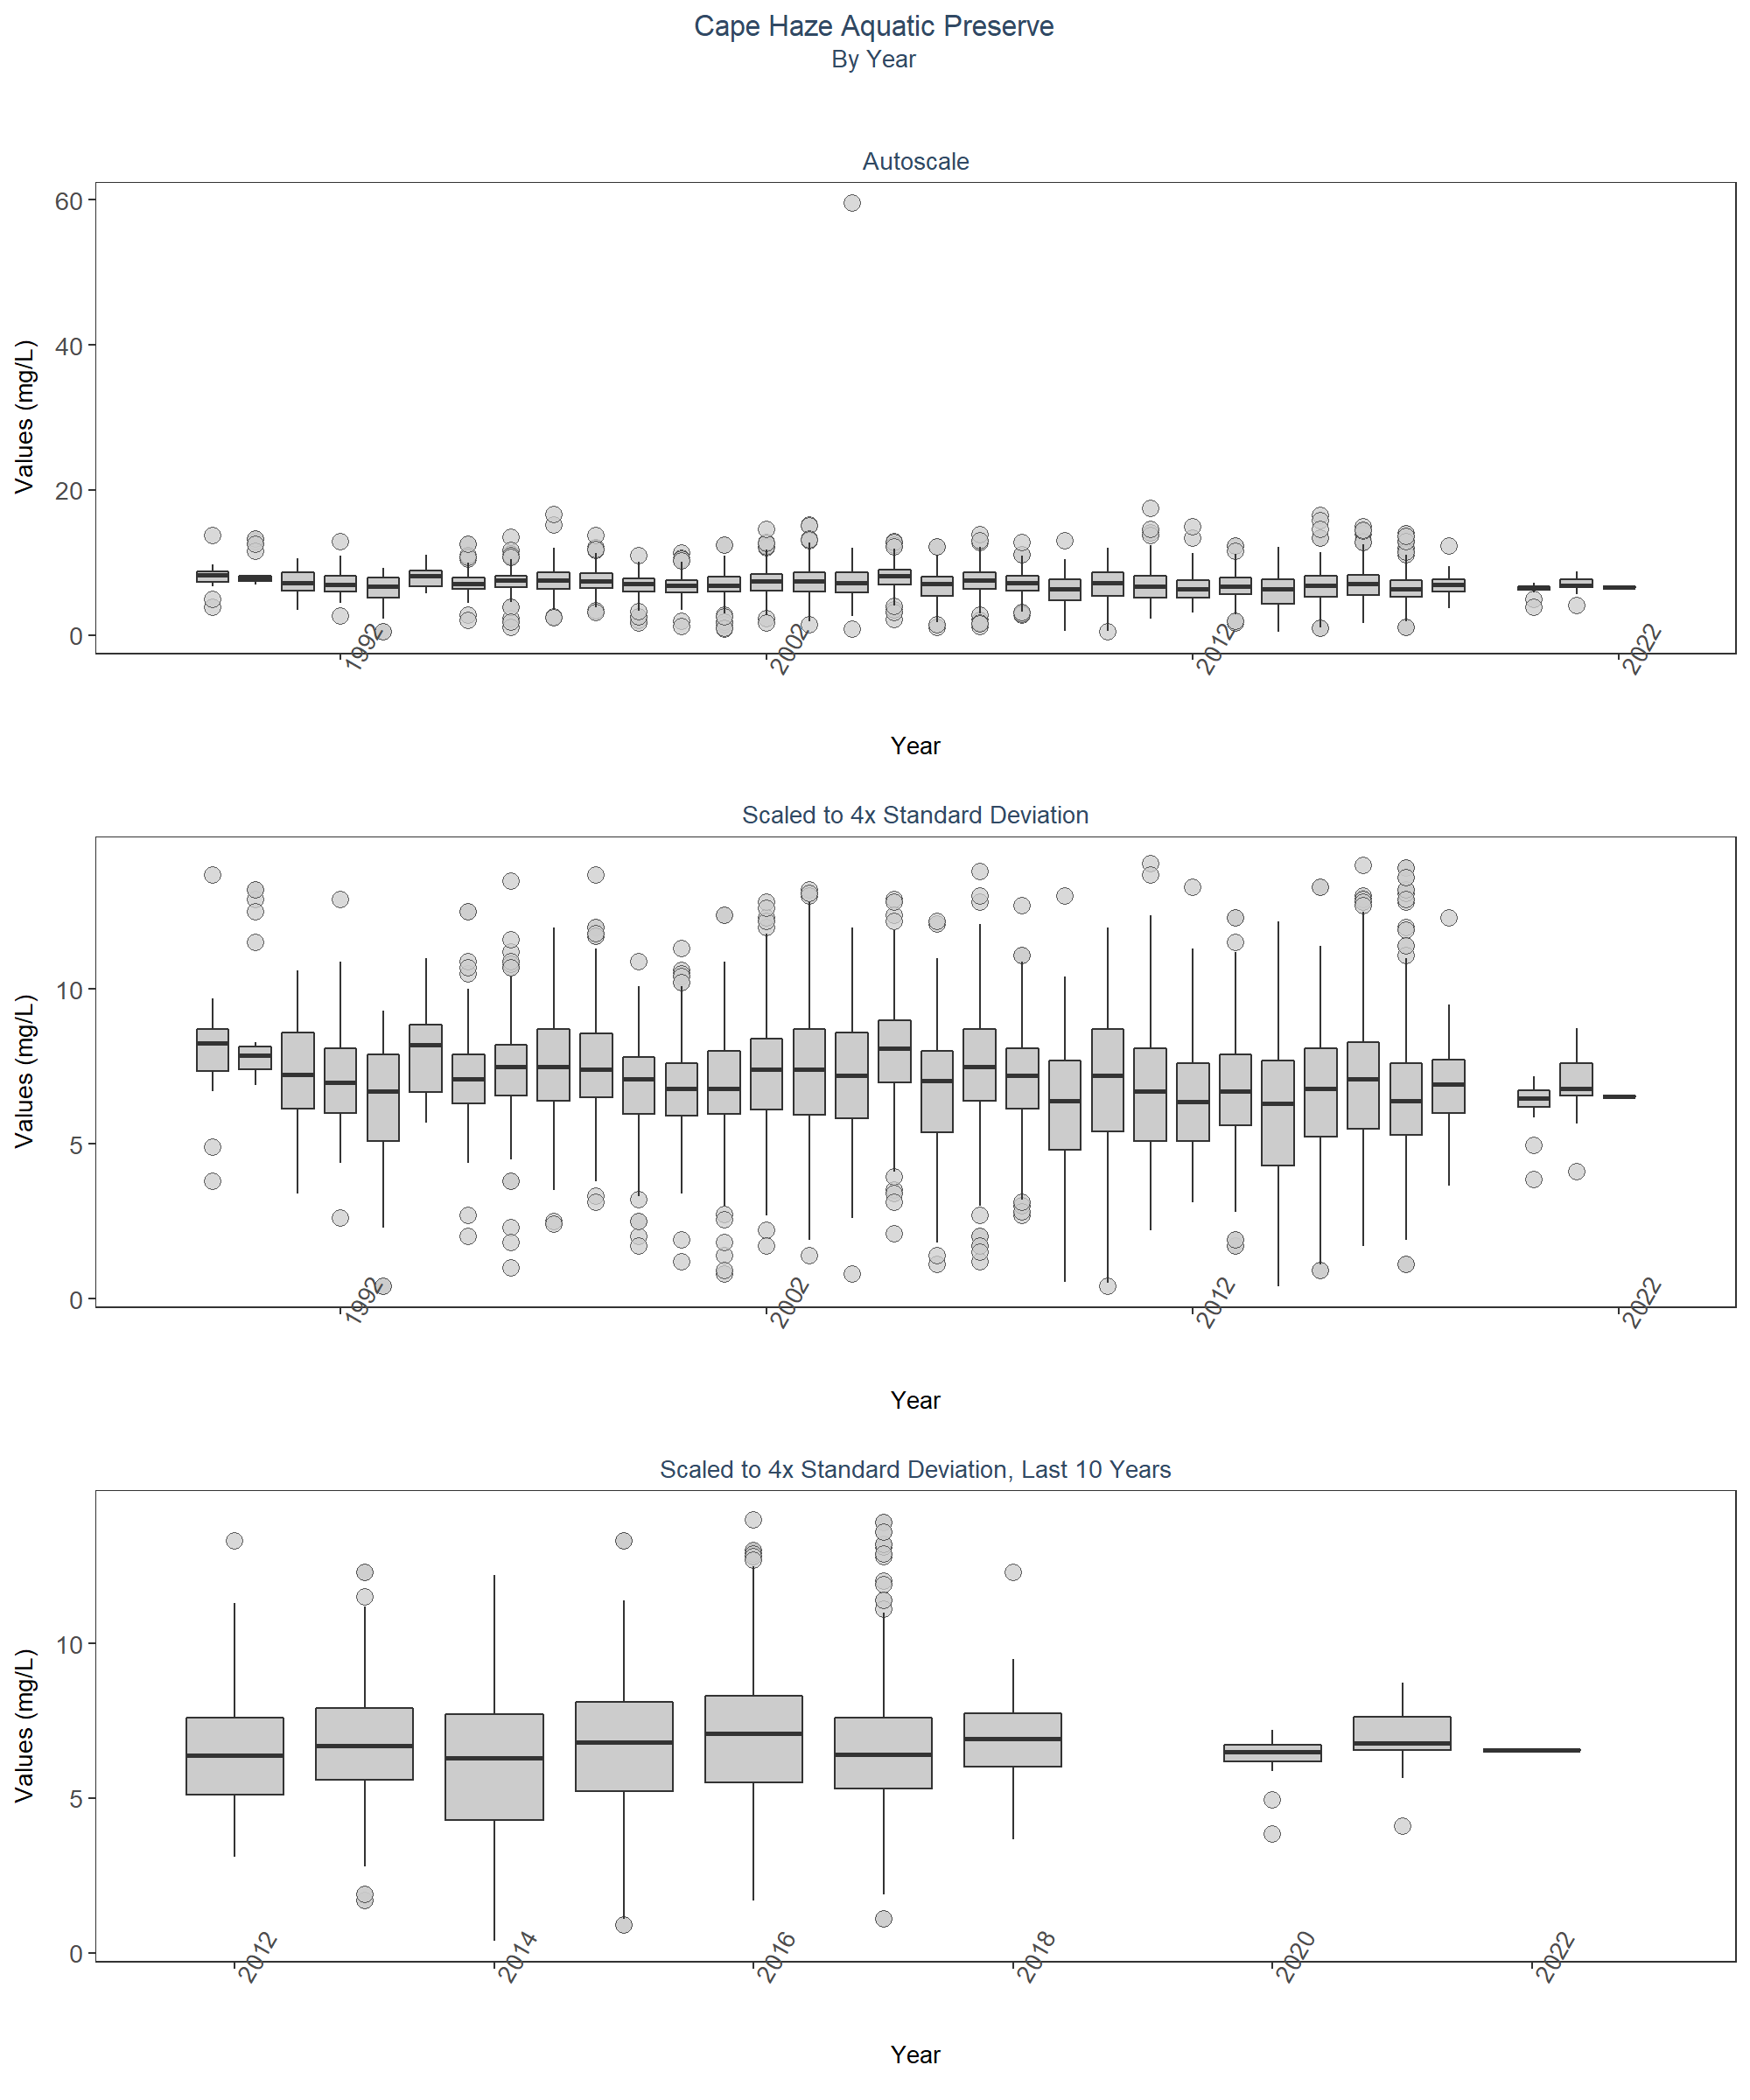 Cape Haze Aquatic Preserve
By Year
Autoscale
Values (mg/L)
60
40
20
0
1992
2002
2012
2022
Year
Scaled to 4x Standard Deviation
Values (mg/L)
10
5
0
1992
2002
2012
2022
Year
Scaled to 4x Standard Deviation, Last 10 Years
Values (mg/L)
10
5
0
2012
2014
2016
2018
2020
2022
Year